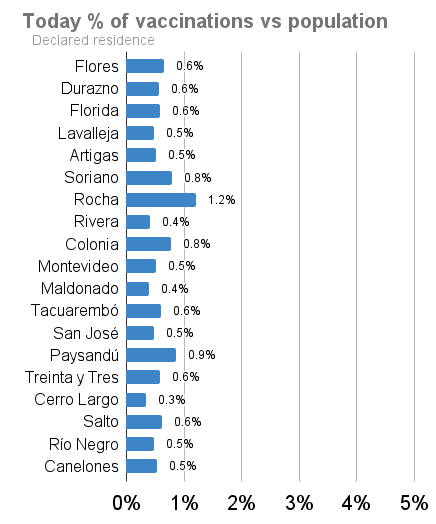 Today % of vaccinations vs population
Declared residence
Flores 0.6%
Durazno 0.6%
Florida 0.6%
Lavalleja 0.5%
Artigas 0.5%
Soriano 0.8%
Rocha 1.2%
Rivera 0.4%
Colonia 0.8%
Montevideo 0.5%
Maldonado 0.4%
Tacuarembó 0.6%
San José 0.5%
Paysandú 0.9%
Treinta y Tres 0.6%
Cerro Largo 0.3%
Salto 0.6%
Río Negro 0.5%
Canelones 0.5%
0% 1% 2% 3% 4% 5%